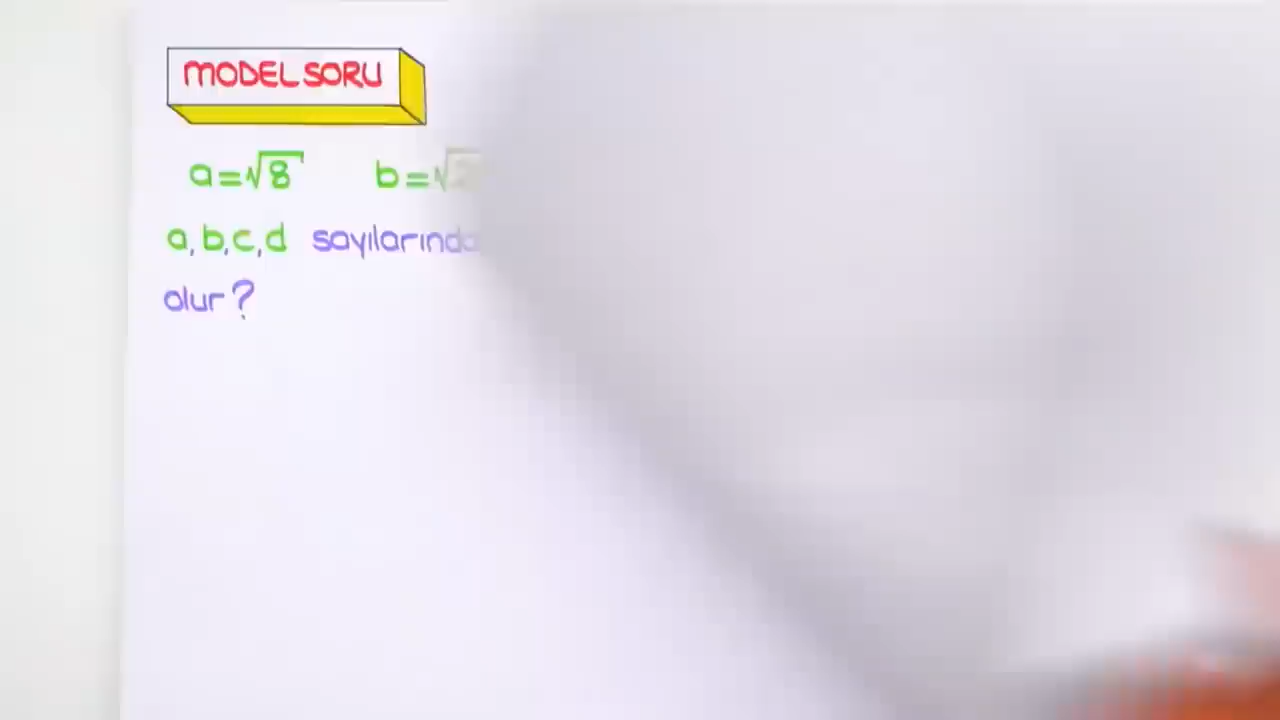 MODEL SORU
a=√8 b=√
a,b,c,d sayılarında
olur?